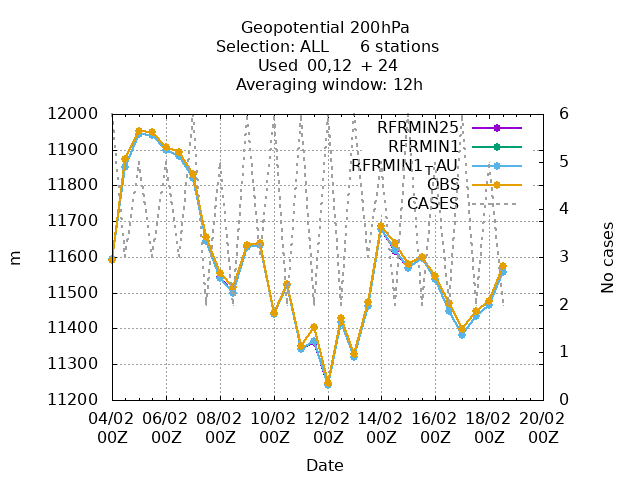 Geopotential 200hPa
Selection: ALL 6 stations
Used 00,12 + 24
Averaging window: 12h
12000
11900
11800
11700
11600
11500
11400
11300
11200
m
6
5
4
3
2
1
0
No cases
RFRMIN25
RFRMIN1
RFRMIN1_TAU
OBS
CASES
04/02 06/02 08/02 10/02 12/02 14/02 16/02 18/02 20/02
00Z 00Z 00Z 00Z 00Z 00Z 00Z 00Z 00Z
Date